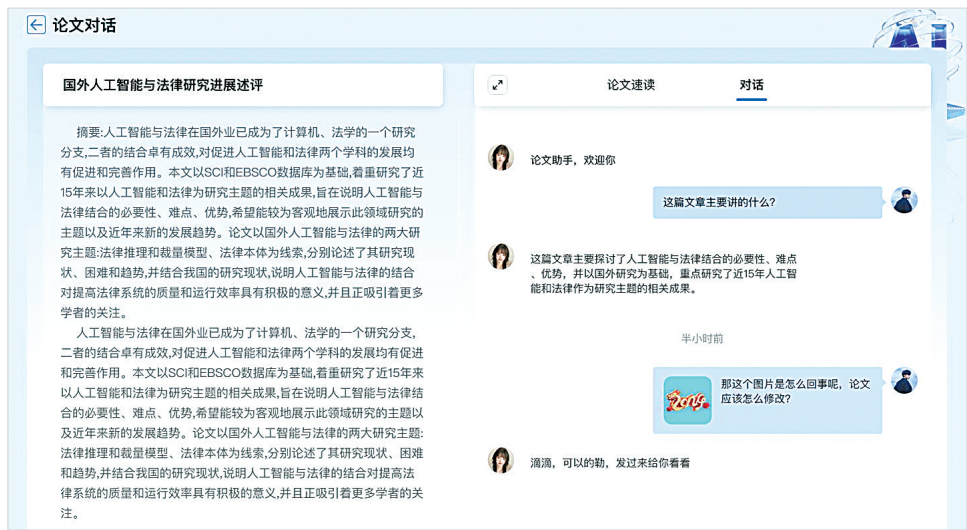 论文对话
AI
国外人工智能与法律研究进展述评
摘要:人工智能与法律在国外业已成为了计算机、法学的一个研究
分支,二者的结合卓有成效,对促进人工智能和法律两个学科的发展均
有促进和完善作用。本文以SCI和EBSCO数据库为基础,着重研究了近
15年来以人工智能和法律为研究主题的相关成果,旨在说明人工智能与
法律结合的必要性、难点、优势,希望能较为客观地展示此领域研究的
主题以及近年来新的发展趋势。论文以国外人工智能与法律的两大研
究主题:法律推理和裁量模型、法律本体为线索,分别论述了其研究现
状、困难和趋势,并结合我国的研究现状,说明人工智能与法律的结合
对提高法律系统的质量和运行效率具有积极的意义,并且正吸引着更多
学者的关注。
人工智能与法律在国外业已成为了计算机、法学的一个研究分支,
二者的结合卓有成效,对促进人工智能和法律两个学科的发展均有促进
和完善作用。本文以SCI和EBSCO数据库为基础,着重研究了近15年来
以人工智能和法律为研究主题的相关成果,旨在说明人工智能与法律结
合的必要性、难点、优势,希望能较为客观地展示此领域研究的主题以
及近年来新的发展趋势。论文以国外人工智能与法律的两大研究主题:
法律推理和裁量模型、法律本体为线索,分别论述了其研究现状、困难
和趋势,并结合我国的研究现状,说明人工智能与法律的结合对提高法
律系统的质量和运行效率具有积极的意义,并且正吸引着更多学者的关
注。
论文速读
对话
论文助手，欢迎你
这篇文章主要讲的什么?
这篇文章主要探讨了人工智能与法律结合的必要性、难点
、优势，并以国外研究为基础，重点研究了近15年人工智
能和法律作为研究主题的相关成果。
半小时前
2019
那这个图片是怎么回事呢，论文
应该怎么修改?
滴滴，可以的勒，发过来给你看看